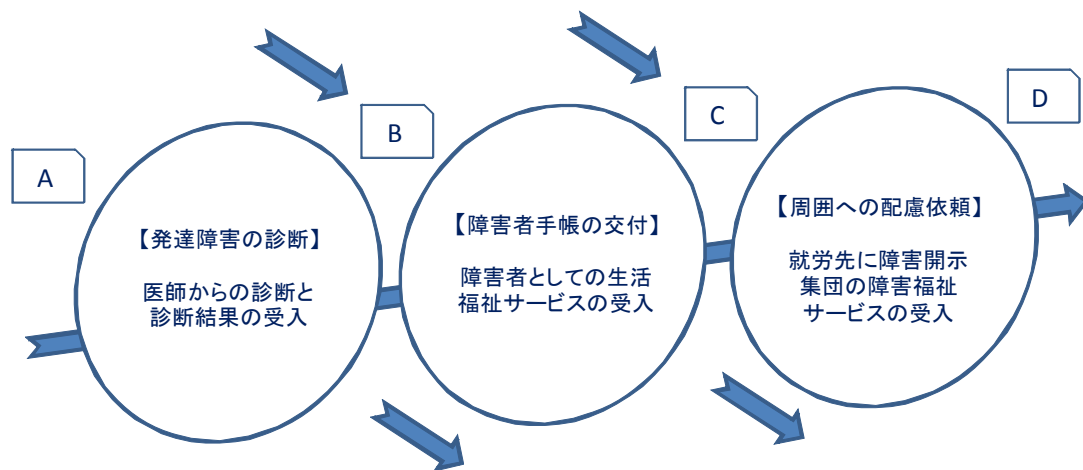 A
B
C
D
【発達障害の診断】
医師からの診断と
診断結果の受入
【障害者手帳の交付】
障害者としての生活
福祉サービスの受入
【周囲への配慮依頼】
就労先に障害開示
集団の障害福祉
サービスの受入